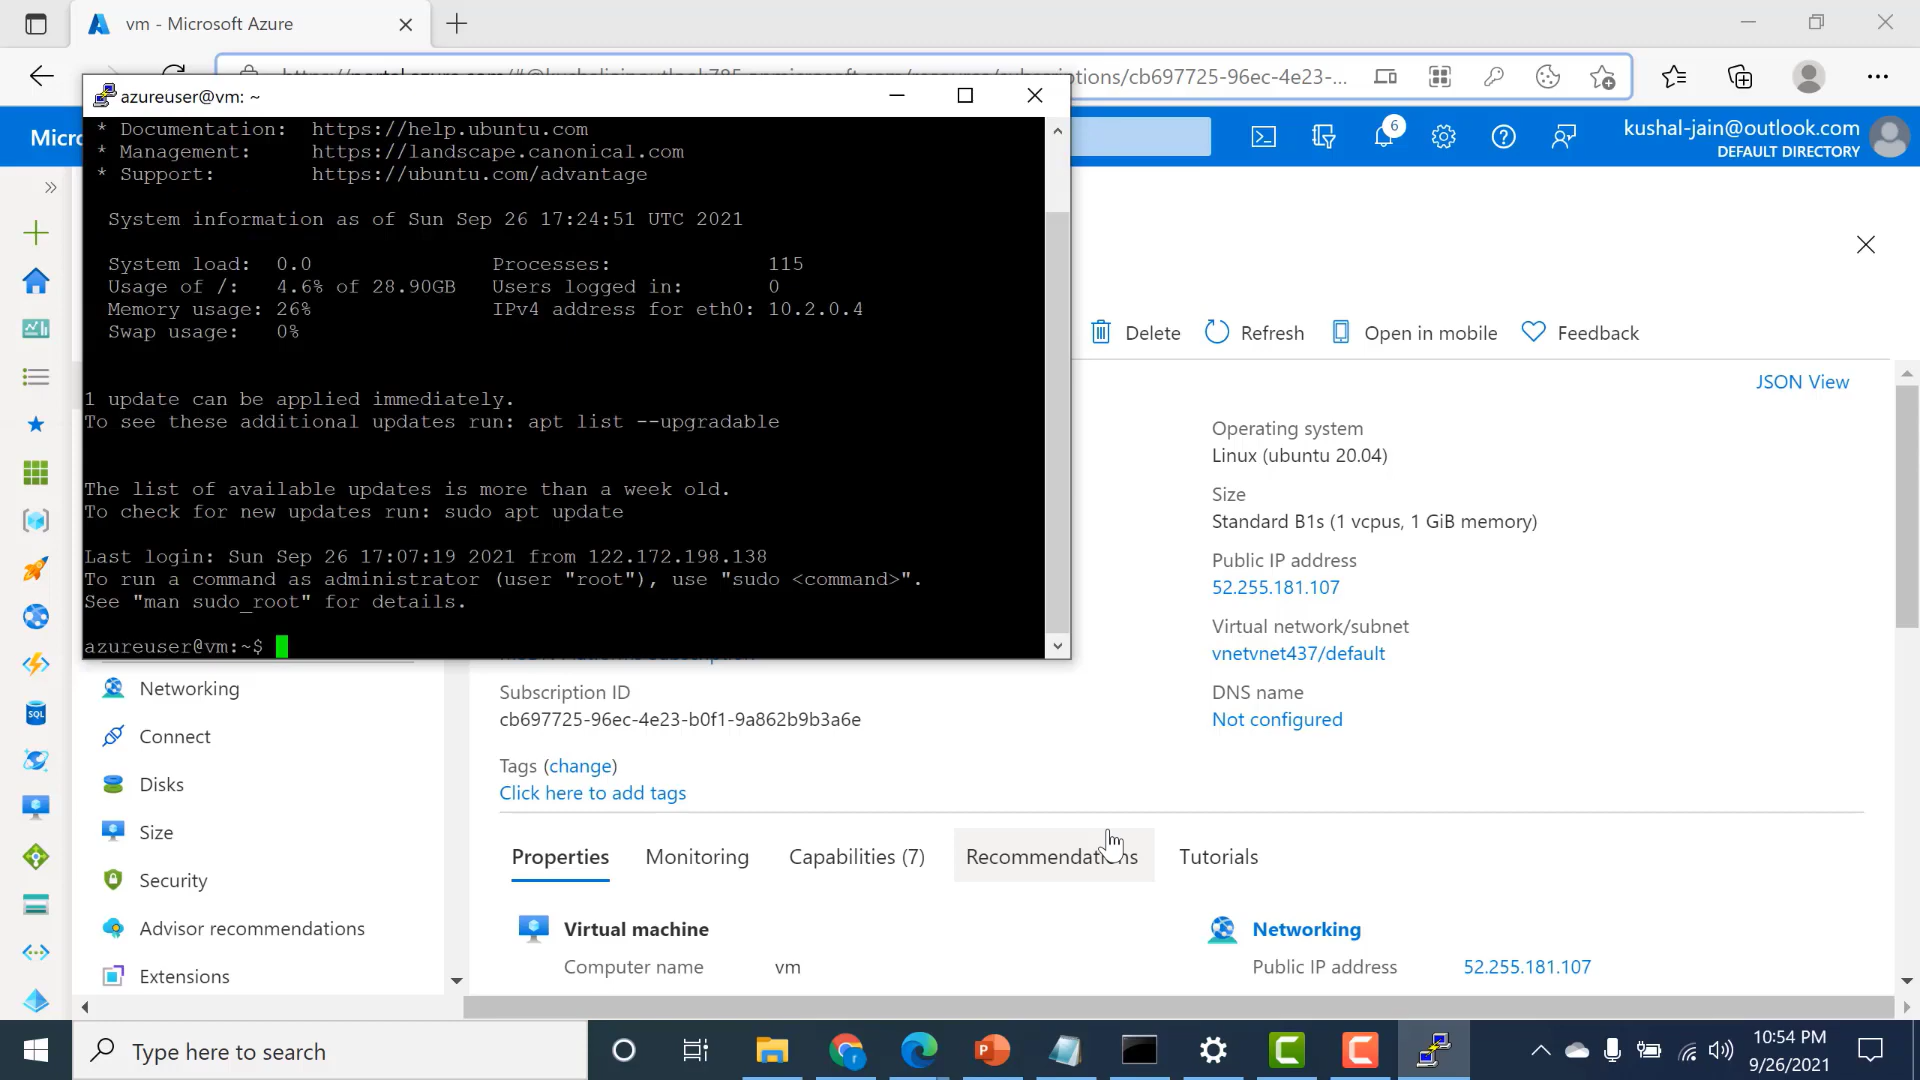 vm - Microsoft Azure
azureuser@vm: ~
ptions/cb697725-96ec-4e23-...
* Documentation: https://help.ubuntu.com
* Management: https://landscape.canonical.com
* Support: https://ubuntu.com/advantage
System information as of Sun Sep 26 17:24:51 UTC 2021
System load: 0.0 Processes: 115
Usage of /: 4.6% of 28.90GB Users logged in: 0
Memory usage: 26% IPv4 address for eth0: 10.2.0.4
Swap usage: 0%
1 update can be applied immediately.
To see these additional updates run: apt list --upgradable
The list of available updates is more than a week old.
To check for new updates run: sudo apt update
Last login: Sun Sep 26 17:07:19 2021 from 122.172.198.138
To run a command as administrator (user "root"), use "sudo <command>".
See "man sudo_root" for details.
azureuser@vm:~$
Micro
6
kushal-jain@outlook.com
DEFAULT DIRECTORY
Delete
Refresh
Open in mobile
Feedback
JSON View
Operating system
Linux (ubuntu 20.04)
Size
Standard B1s (1 vcpus, 1 GiB memory)
Public IP address
52.255.181.107
Virtual network/subnet
vnetvnet437/default
DNS name
Not configured
Subscription ID
cb697725-96ec-4e23-b0f1-9a862b9b3a6e
Tags (change)
Click here to add tags
Networking
Connect
Disks
Size
Security
Advisor recommendations
Extensions
SQL
Properties
Monitoring
Capabilities (7)
Recommendations
Tutorials
Virtual machine
Computer name vm
Networking
Public IP address 52.255.181.107
Type here to search
10:54 PM
9/26/2021